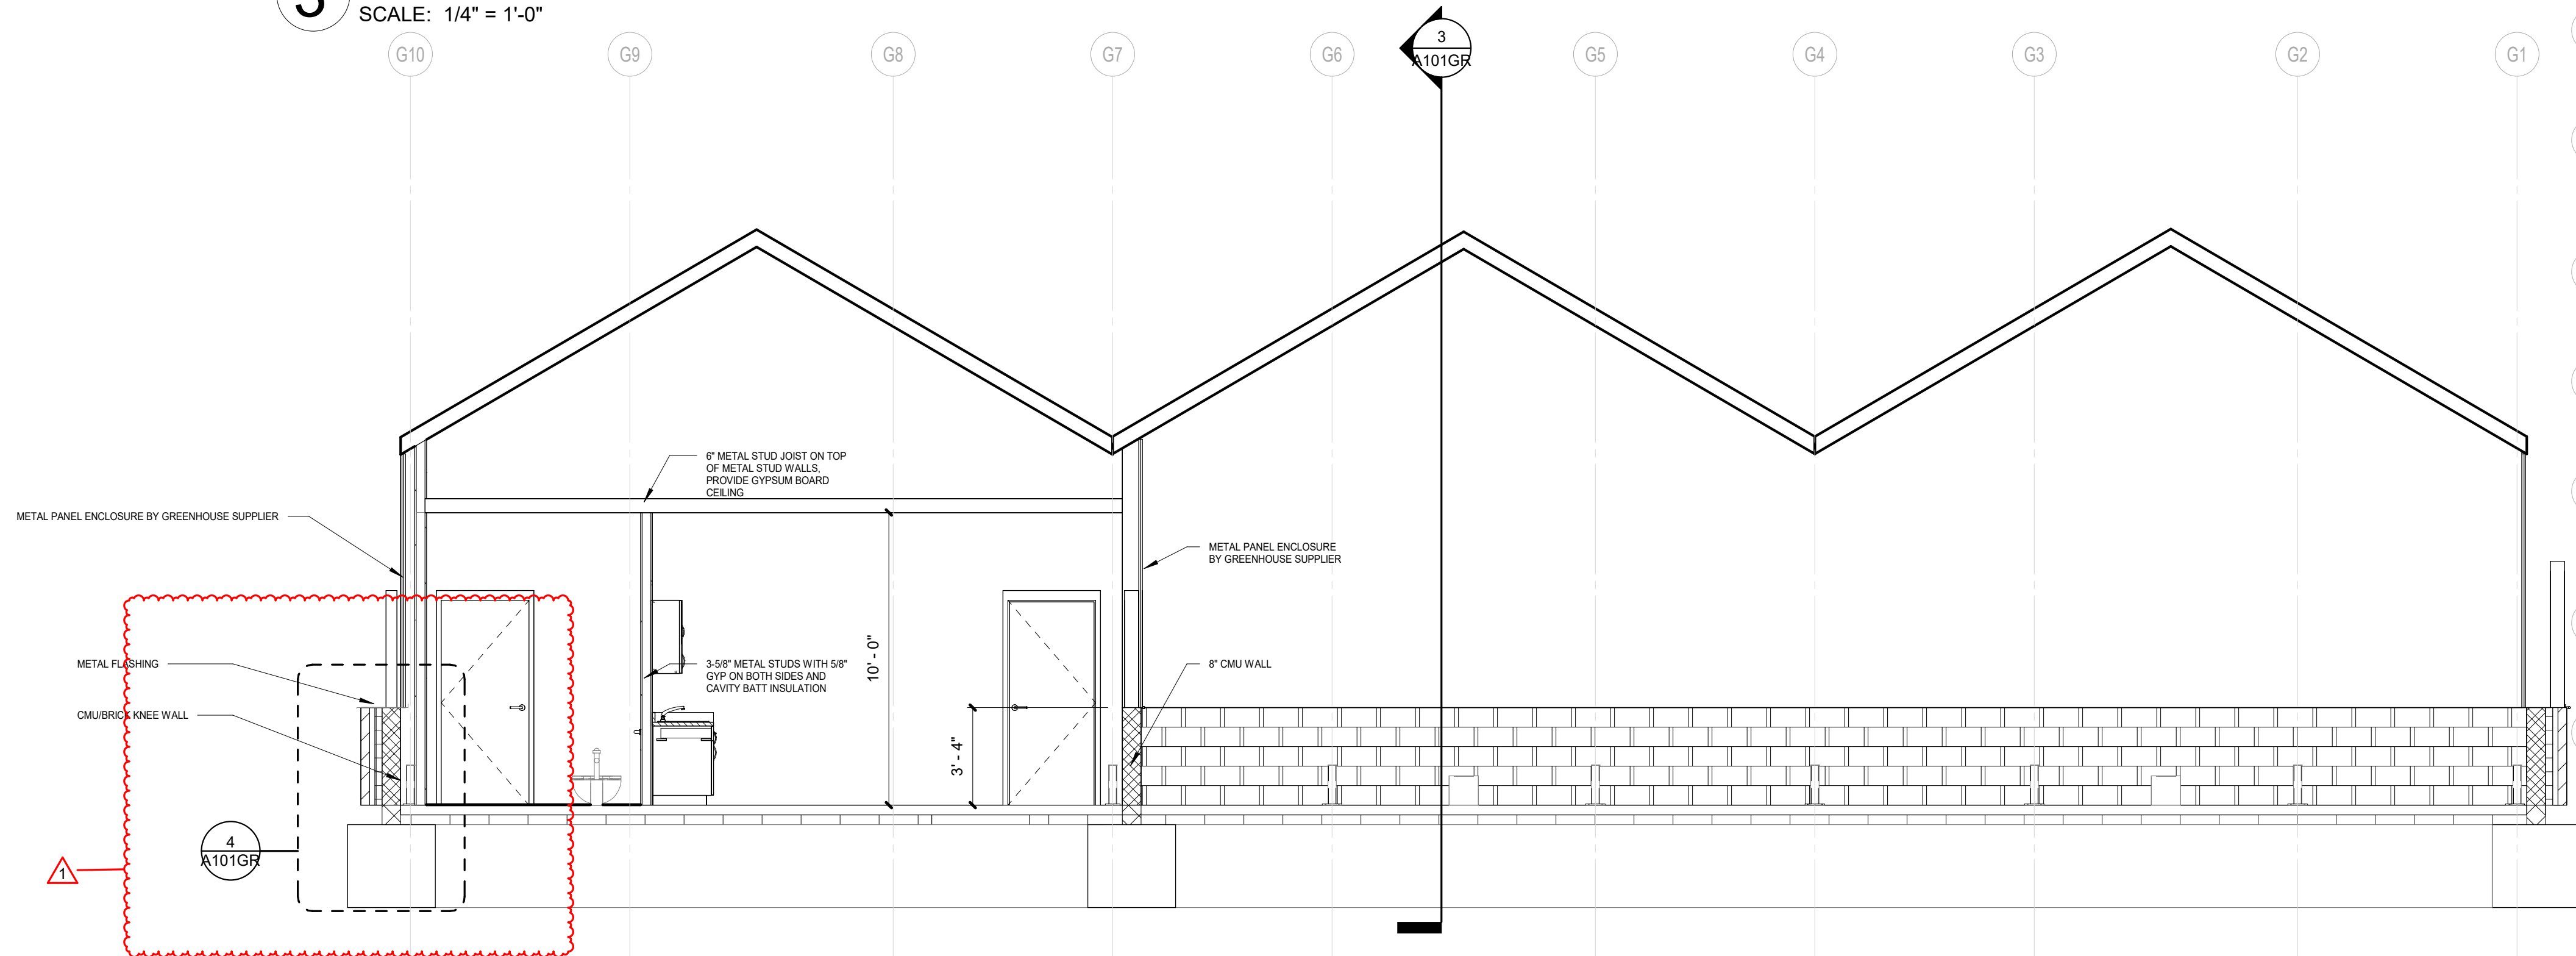 SCALE: 1/4" = 1'-0"
G10
G9
G8
G7
G6
3
A101GR
G5
G4
G3
G2
G1
6" METAL STUD JOIST ON TOP
OF METAL STUD WALLS,
PROVIDE GYPSUM BOARD
CEILING
METAL PANEL ENCLOSURE BY GREENHOUSE SUPPLIER
METAL PANEL ENCLOSURE
BY GREENHOUSE SUPPLIER
METAL FLASHING
3-5/8" METAL STUDS WITH 5/8"
GYP ON BOTH SIDES AND
CAVITY BATT INSULATION
10' - 0"
8" CMU WALL
CMU/BRICK KNEE WALL
3' - 4"
4
A101GR
1